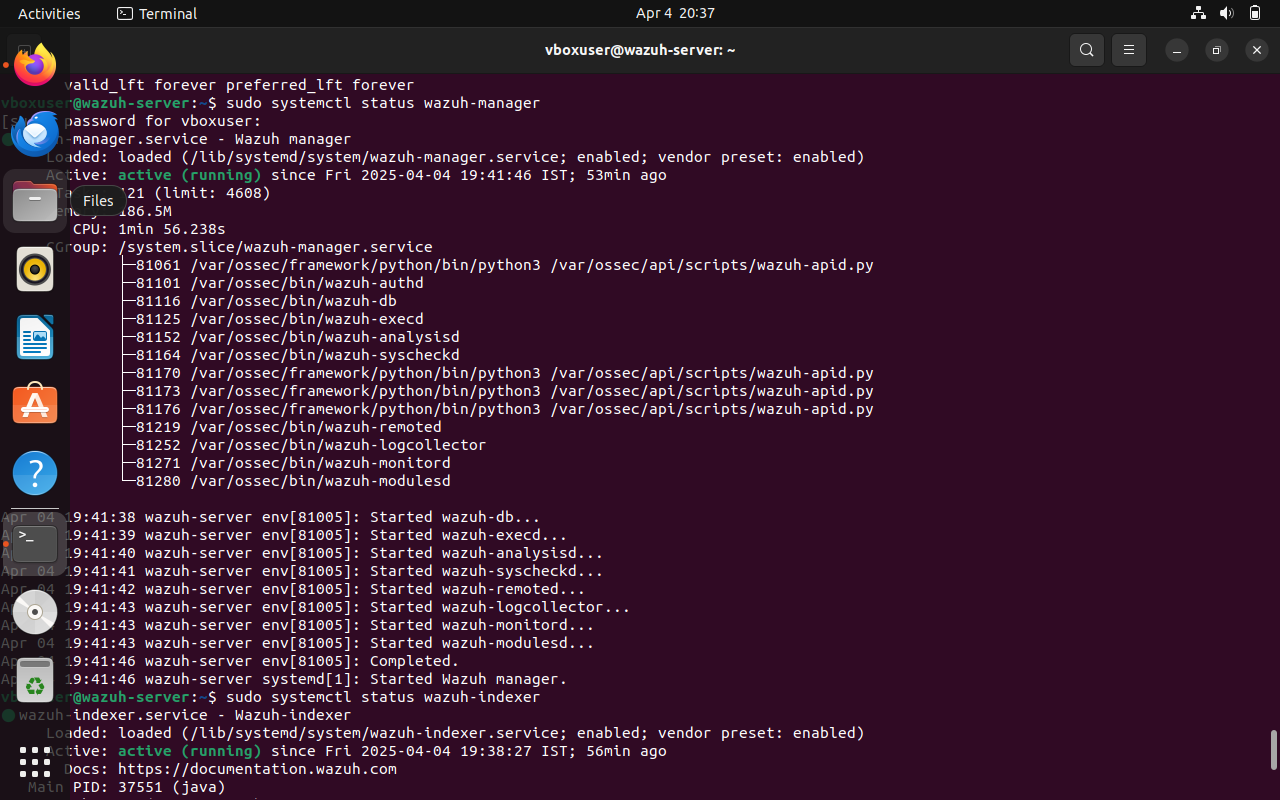 Activities
Terminal
Apr 4 20:37
vboxuser@wazuh-server: ~
valid_lft forever preferred_lft forever
vboxuser@wazuh-server:~$ sudo systemctl status wazuh-manager
password for vboxuser:
-manager.service - Wazuh manager
Loaded: loaded (/lib/systemd/system/wazuh-manager.service; enabled; vendor preset: enabled)
Active: active (running) since Fri 2025-04-04 19:41:46 IST; 53min ago
121 (limit: 4608)
Files
186.5M
CPU: 1min 56.238s
CGroup: /system.slice/wazuh-manager.service
├─81061 /var/ossec/framework/python/bin/python3 /var/ossec/api/scripts/wazuh-apid.py
├─81101 /var/ossec/bin/wazuh-authd
├─81116 /var/ossec/bin/wazuh-db
├─81125 /var/ossec/bin/wazuh-execd
├─81152 /var/ossec/bin/wazuh-analysisd
├─81164 /var/ossec/bin/wazuh-syscheckd
├─81170 /var/ossec/framework/python/bin/python3 /var/ossec/api/scripts/wazuh-apid.py
├─81173 /var/ossec/framework/python/bin/python3 /var/ossec/api/scripts/wazuh-apid.py
├─81176 /var/ossec/framework/python/bin/python3 /var/ossec/api/scripts/wazuh-apid.py
├─81219 /var/ossec/bin/wazuh-remoted
├─81252 /var/ossec/bin/wazuh-logcollector
├─81271 /var/ossec/bin/wazuh-monitord
└─81280 /var/ossec/bin/wazuh-modulesd
Apr 04 19:41:38 wazuh-server env[81005]: Started wazuh-db...
Apr 04 19:41:39 wazuh-server env[81005]: Started wazuh-execd...
Apr 04 19:41:40 wazuh-server env[81005]: Started wazuh-analysisd...
Apr 04 19:41:41 wazuh-server env[81005]: Started wazuh-syscheckd...
Apr 04 19:41:42 wazuh-server env[81005]: Started wazuh-remoted...
Apr 04 19:41:43 wazuh-server env[81005]: Started wazuh-logcollector...
Apr 04 19:41:43 wazuh-server env[81005]: Started wazuh-monitord...
Apr 04 19:41:43 wazuh-server env[81005]: Started wazuh-modulesd...
Apr 04 19:41:46 wazuh-server env[81005]: Completed.
Apr 04 19:41:46 wazuh-server systemd[1]: Started Wazuh manager.
vboxuser@wazuh-server:~$ sudo systemctl status wazuh-indexer
wazuh-indexer.service - Wazuh-indexer
Loaded: loaded (/lib/systemd/system/wazuh-indexer.service; enabled; vendor preset: enabled)
Active: active (running) since Fri 2025-04-04 19:38:27 IST; 56min ago
Docs: https://documentation.wazuh.com
Main PID: 37551 (java)